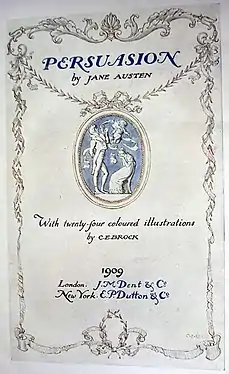 PERSUASION
by JANE AUSTEN
With twenty-four coloured illustrations
by C.E.BROCK
1909
London: J.M.Dent & Co
New York: E.P.Dutton & Co